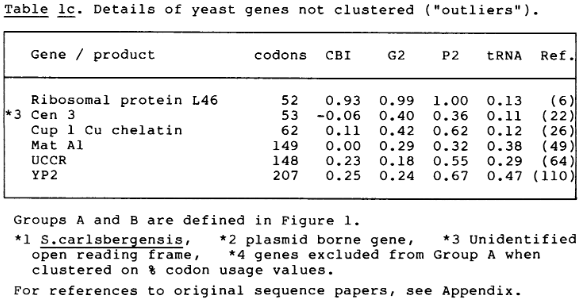 Table 1c. Details of yeast genes not clustered ("outliers").
Gene / product codons CBI G2 P2 tRNA Ref.
Ribosomal protein L46 52 0.93 0.99 1.00 0.13 (6)
*3 Cen 3 53 -0.06 0.40 0.36 0.11 (22)
Cup 1 Cu chelatin 62 0.11 0.42 0.62 0.12 (26)
Mat A1 149 0.00 0.29 0.32 0.38 (49)
UCCR 148 0.23 0.18 0.55 0.29 (64)
YP2 207 0.25 0.24 0.67 0.47 (110)
Groups A and B are defined in Figure 1.
*1 S.carlsbergensis, *2 plasmid borne gene, *3 Unidentified
open reading frame, *4 genes excluded from Group A when
clustered on % codon usage values.
For references to original sequence papers, see Appendix.